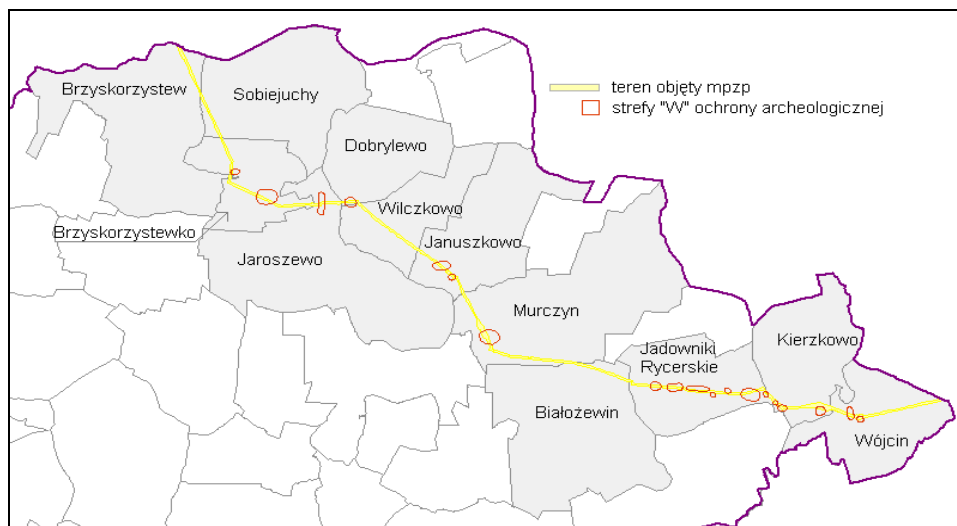 teren objęty mpzp
strefy "W" ochrony archeologicznej
Brzyskorzystew
Sobiejuchy
Dobrylewo
Wilczkowo
Brzyskorzystewko
Januszkowo
Jaroszewo
Murczyn
Kierzkowo
Jadowniki
Rycerskie
Białożewin
Wójcin